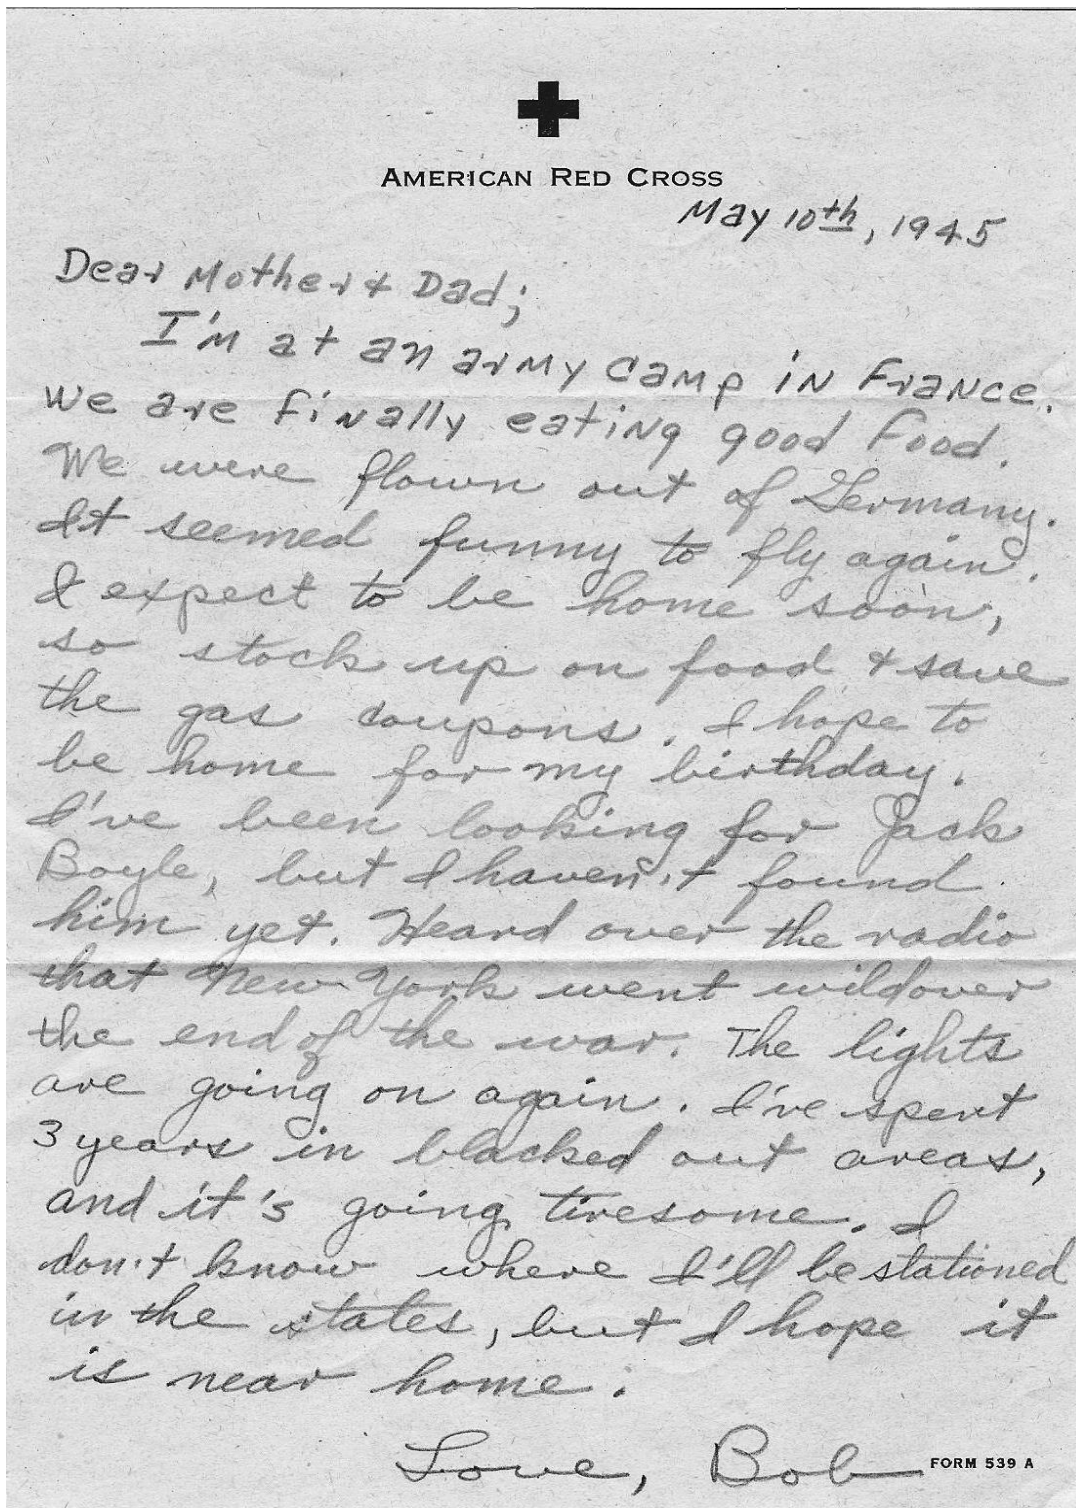 AMERICAN RED CROSS
May 10th, 1945
Dear Mother & Dad;
I'm at an army camp in France.
We are finally eating good food.
We were flown out of Germany.
It seemed funny to fly again.
I expect to be home soon,
so stock up on food & save
the gas coupons. I hope to
be home for my birthday.
I've been looking for Jack
Boyle, but I haven't found
him yet. Heard over the radio
that New York went wild over
the end of the war. The lights
are going on again. I've spent
3 years in blacked out areas,
and it's going tiresome. I
don't know where I'll be stationed
in the states, but I hope it
is near home.
Love, Bob
FORM 539 A